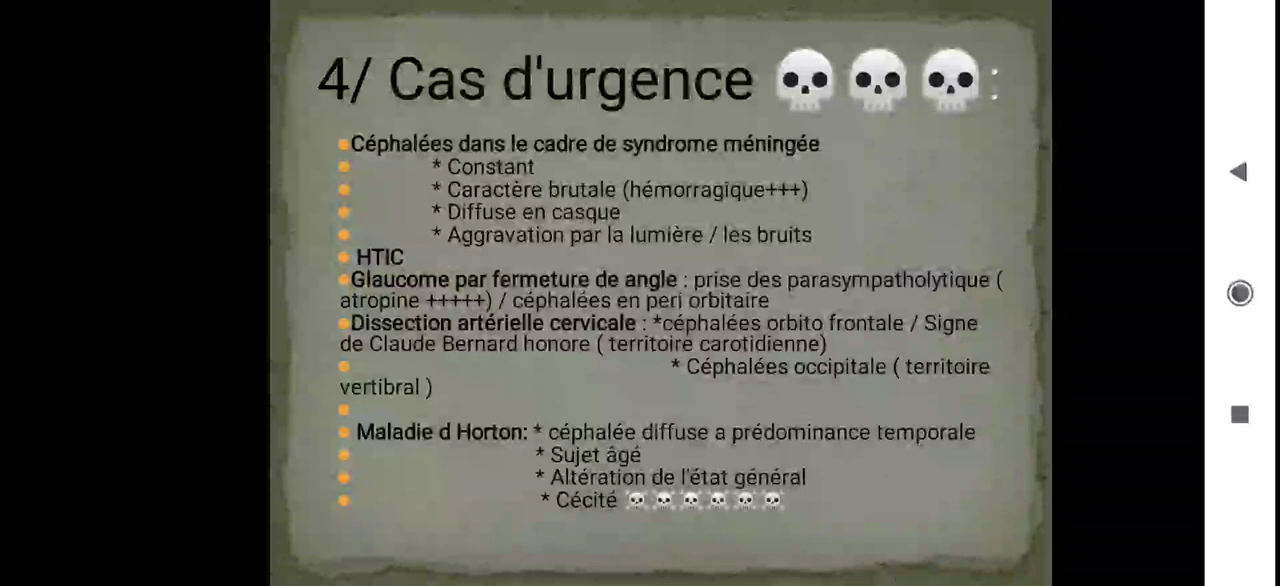 4/ Cas d'urgence 💀💀💀:
Céphalées dans le cadre de syndrome méningée
* Constant
* Caractère brutale (hémorragique+++)
* Diffuse en casque
* Aggravation par la lumière / les bruits
HTIC
Glaucome par fermeture de angle : prise des parasympatholytique (
atropine +++++) / céphalées en peri orbitaire
Dissection artérielle cervicale : *céphalées orbito frontale / Signe
de Claude Bernard honore ( territoire carotidienne)
* Céphalées occipitale ( territoire
vertibral )
Maladie d Horton: * céphalée diffuse a prédominance temporale
* Sujet âgé
* Altération de l'état général
* Cécité 💀💀💀💀💀💀